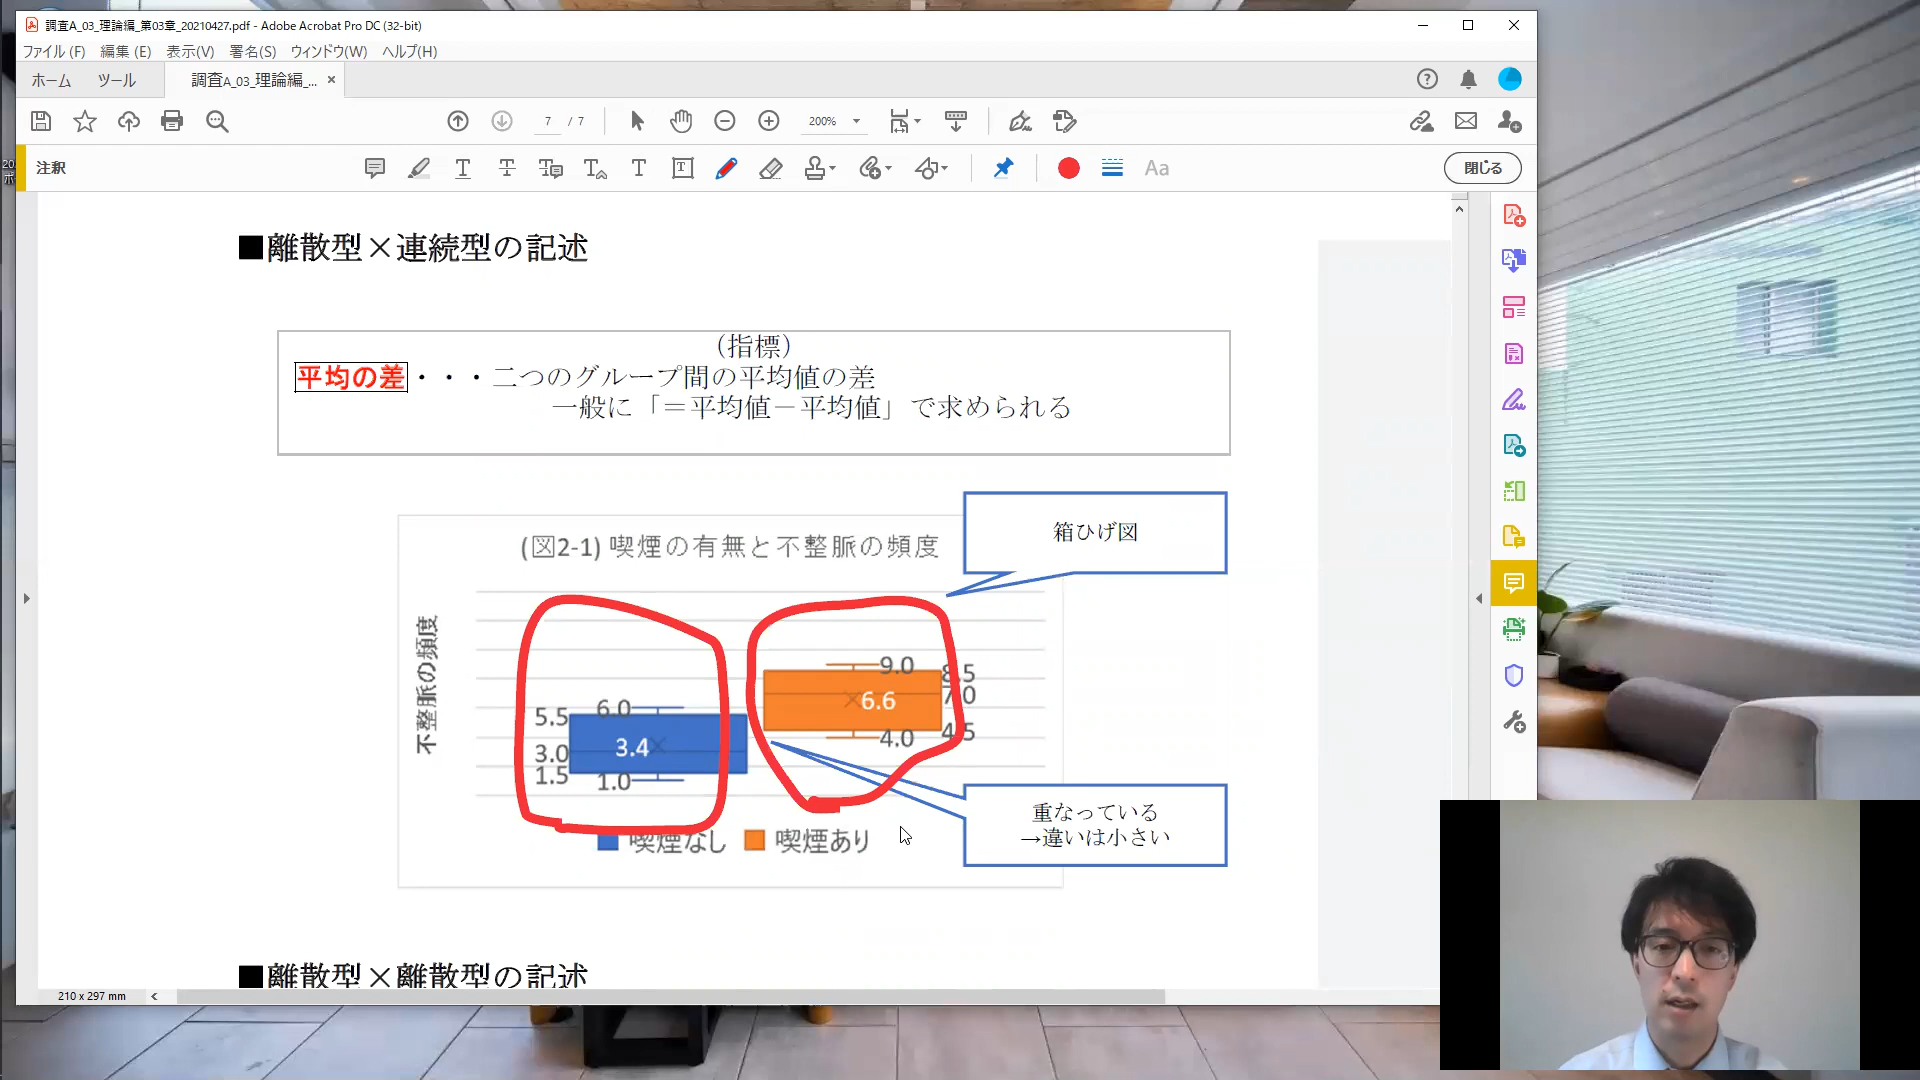 調査A_03_理論編_第03章_20210427.pdf - Adobe Acrobat Pro DC (32-bit)
ファイル(F) 編集(E) 表示(V) 署名(S) ウィンドウ(W) ヘルプ(H)
ホーム ツール 調査A_03_理論編_... ×
7 / 7 200%
注釈 Aa 閉じる
■離散型×連続型の記述
（指標）
平均の差・・・二つのグループ間の平均値の差
一般に「＝平均値－平均値」で求められる
箱ひげ図
(図2-1) 喫煙の有無と不整脈の頻度
不整脈の頻度
9.0 8.5
6.6 7.0
4.0 4.5
5.5 6.0
3.4
3.0
1.5 1.0
重なっている
→違いは小さい
喫煙なし 喫煙あり
■離散型×離散型の記述
210 x 297 mm